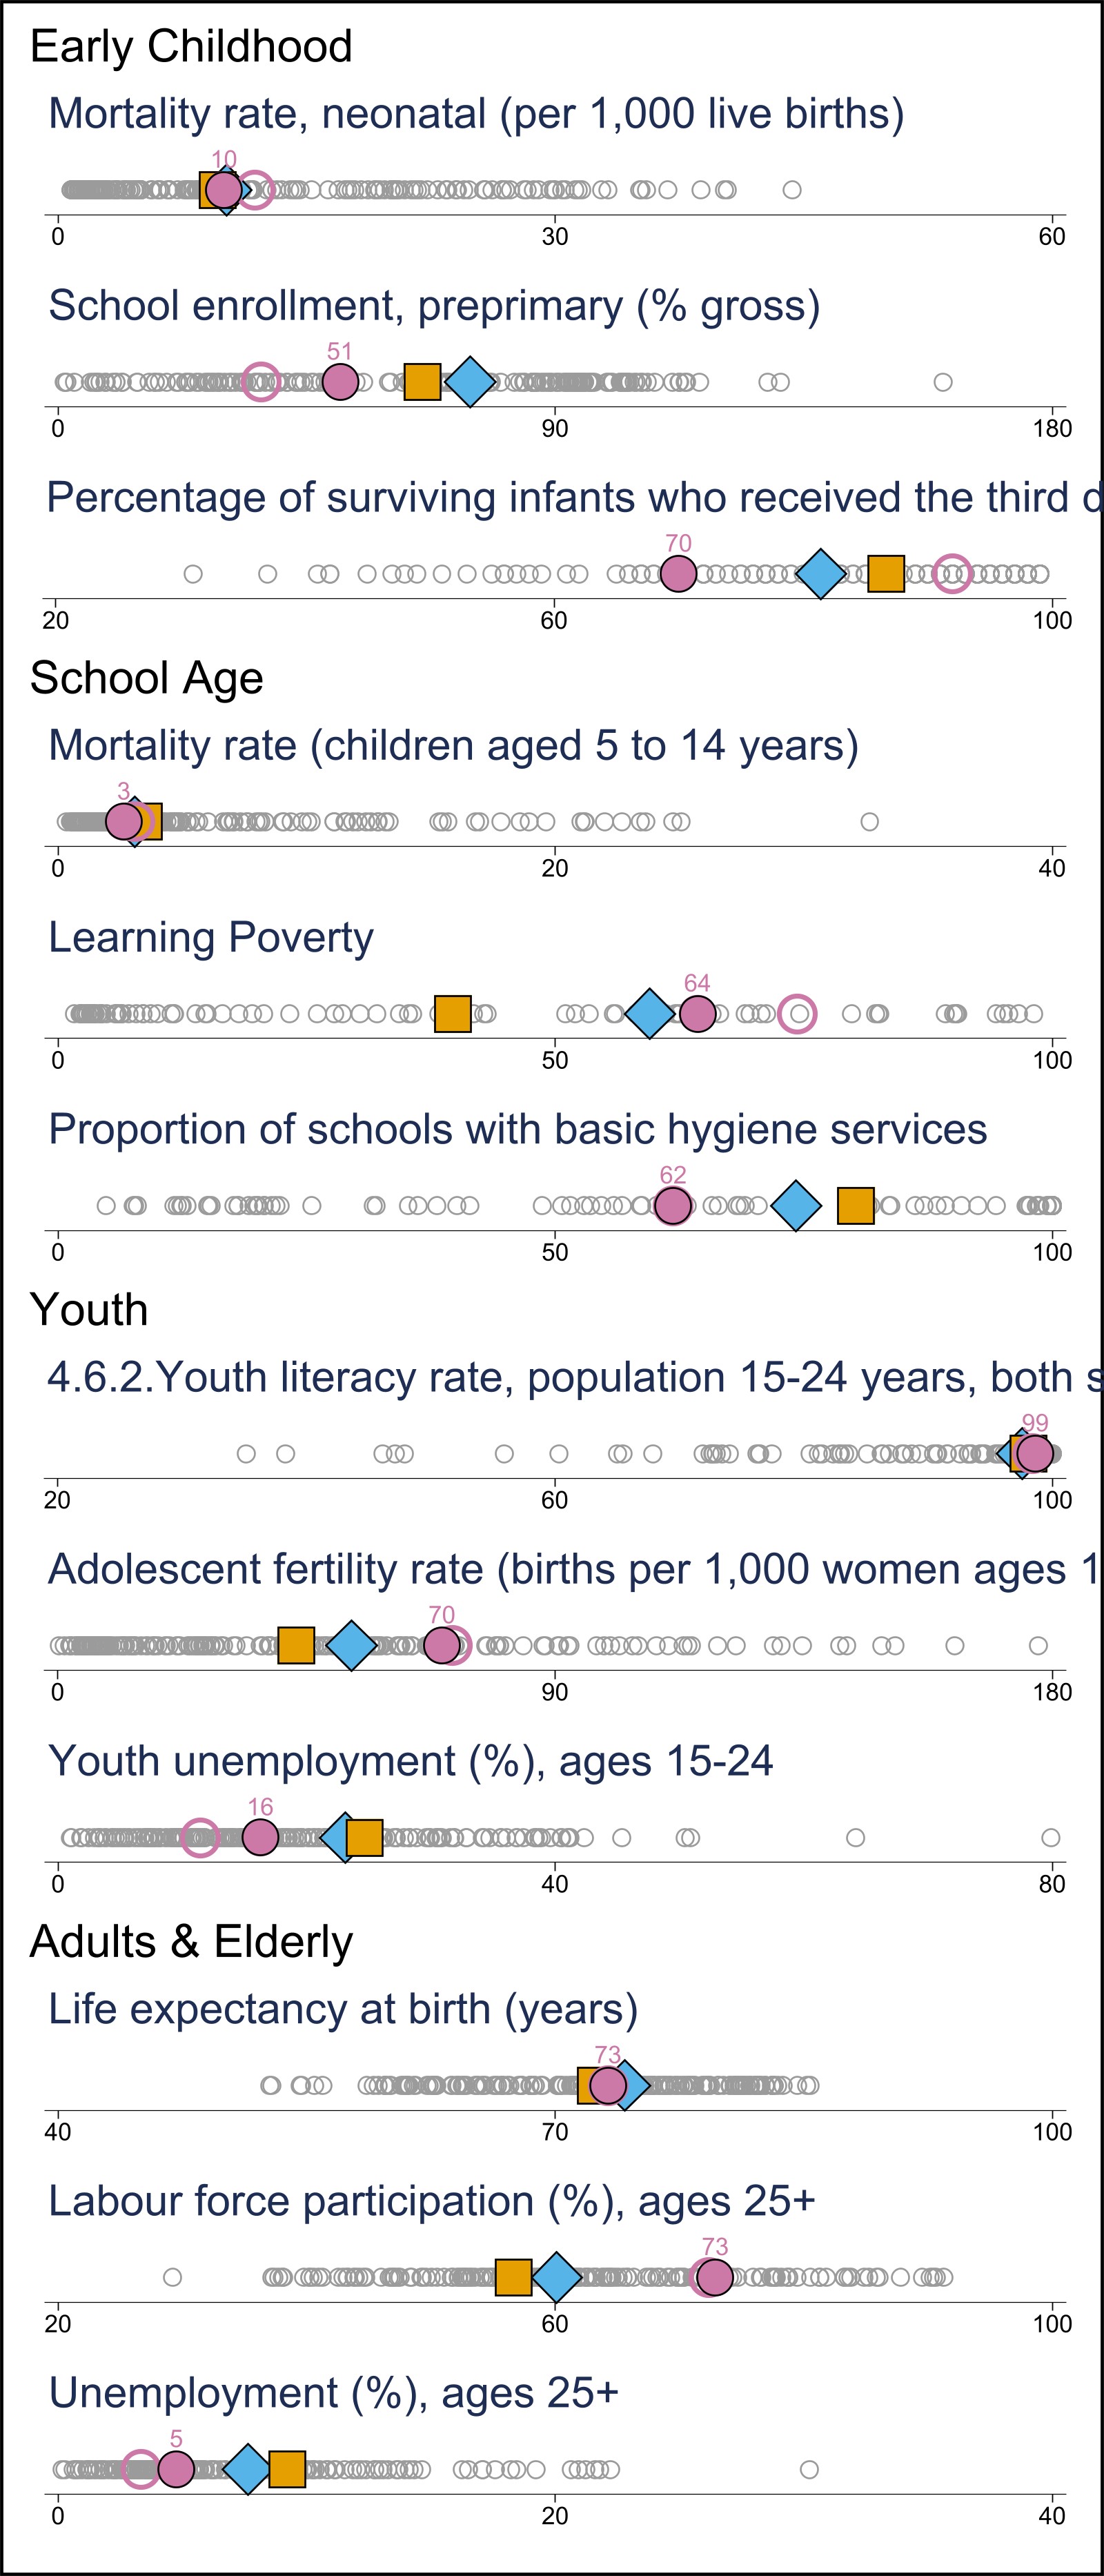 Early Childhood
Mortality rate, neonatal (per 1,000 live births)
10
0 30 60
School enrollment, preprimary (% gross)
51
0 90 180
Percentage of surviving infants who received the third d
70
20 60 100
School Age
Mortality rate (children aged 5 to 14 years)
3
0 20 40
Learning Poverty
64
0 50 100
Proportion of schools with basic hygiene services
62
0 50 100
Youth
4.6.2.Youth literacy rate, population 15-24 years, both s
99
20 60 100
Adolescent fertility rate (births per 1,000 women ages 1
70
0 90 180
Youth unemployment (%), ages 15-24
16
0 40 80
Adults & Elderly
Life expectancy at birth (years)
73
40 70 100
Labour force participation (%), ages 25+
73
20 60 100
Unemployment (%), ages 25+
5
0 20 40